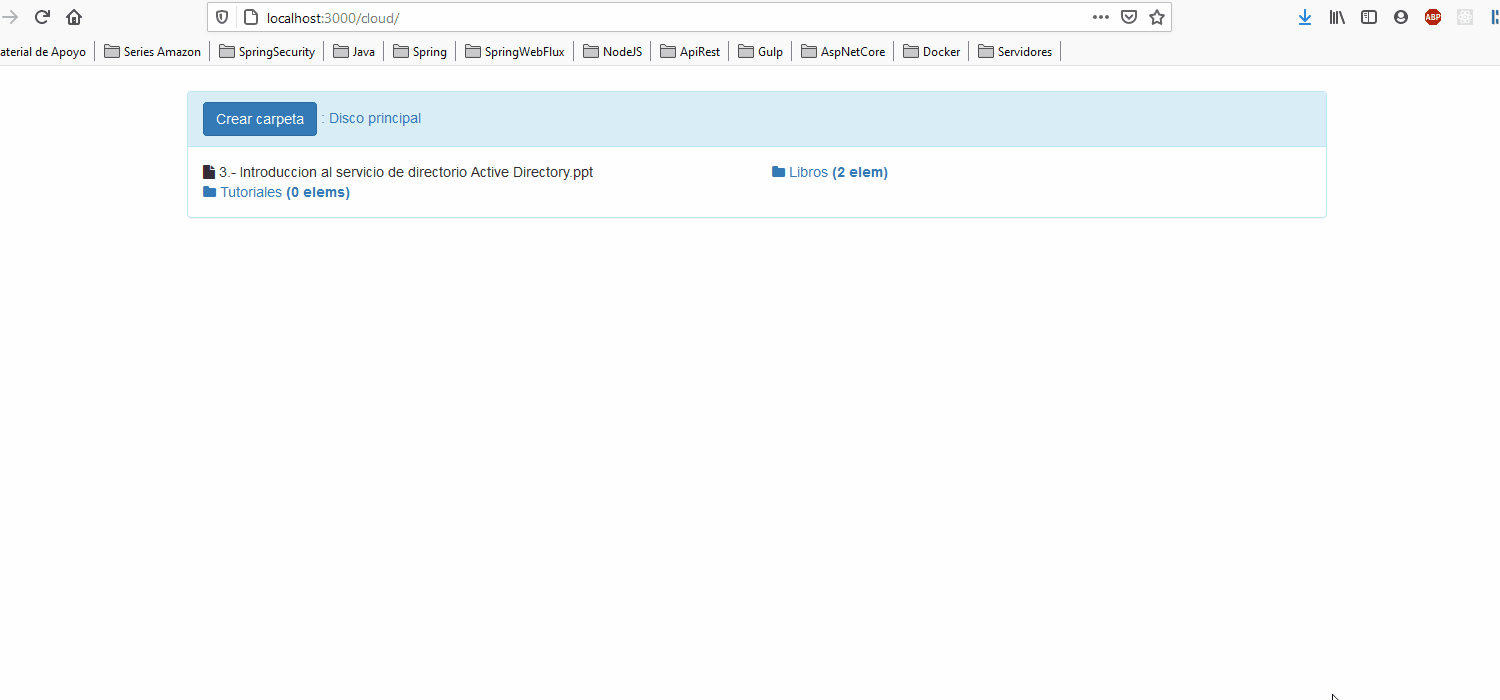 localhost:3000/cloud/
ABP
aterial de Apoyo Series Amazon SpringSecurity Java Spring SpringWebFlux NodeJS ApiRest Gulp AspNetCore Docker Servidores
Crear carpeta : Disco principal
3.- Introduccion al servicio de directorio Active Directory.ppt Libros (2 elem)
Tutoriales (0 elems)